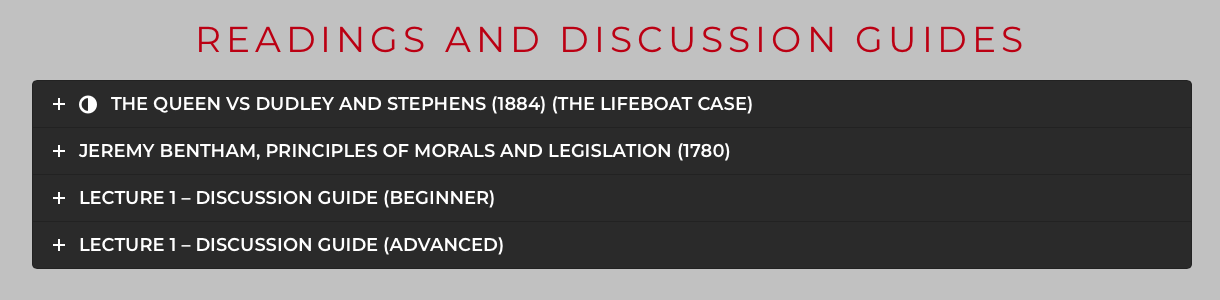 READINGS AND DISCUSSION GUIDES
THE QUEEN VS DUDLEY AND STEPHENS (1884) (THE LIFEBOAT CASE)
JEREMY BENTHAM, PRINCIPLES OF MORALS AND LEGISLATION (1780)
LECTURE 1 – DISCUSSION GUIDE (BEGINNER)
LECTURE 1 – DISCUSSION GUIDE (ADVANCED)